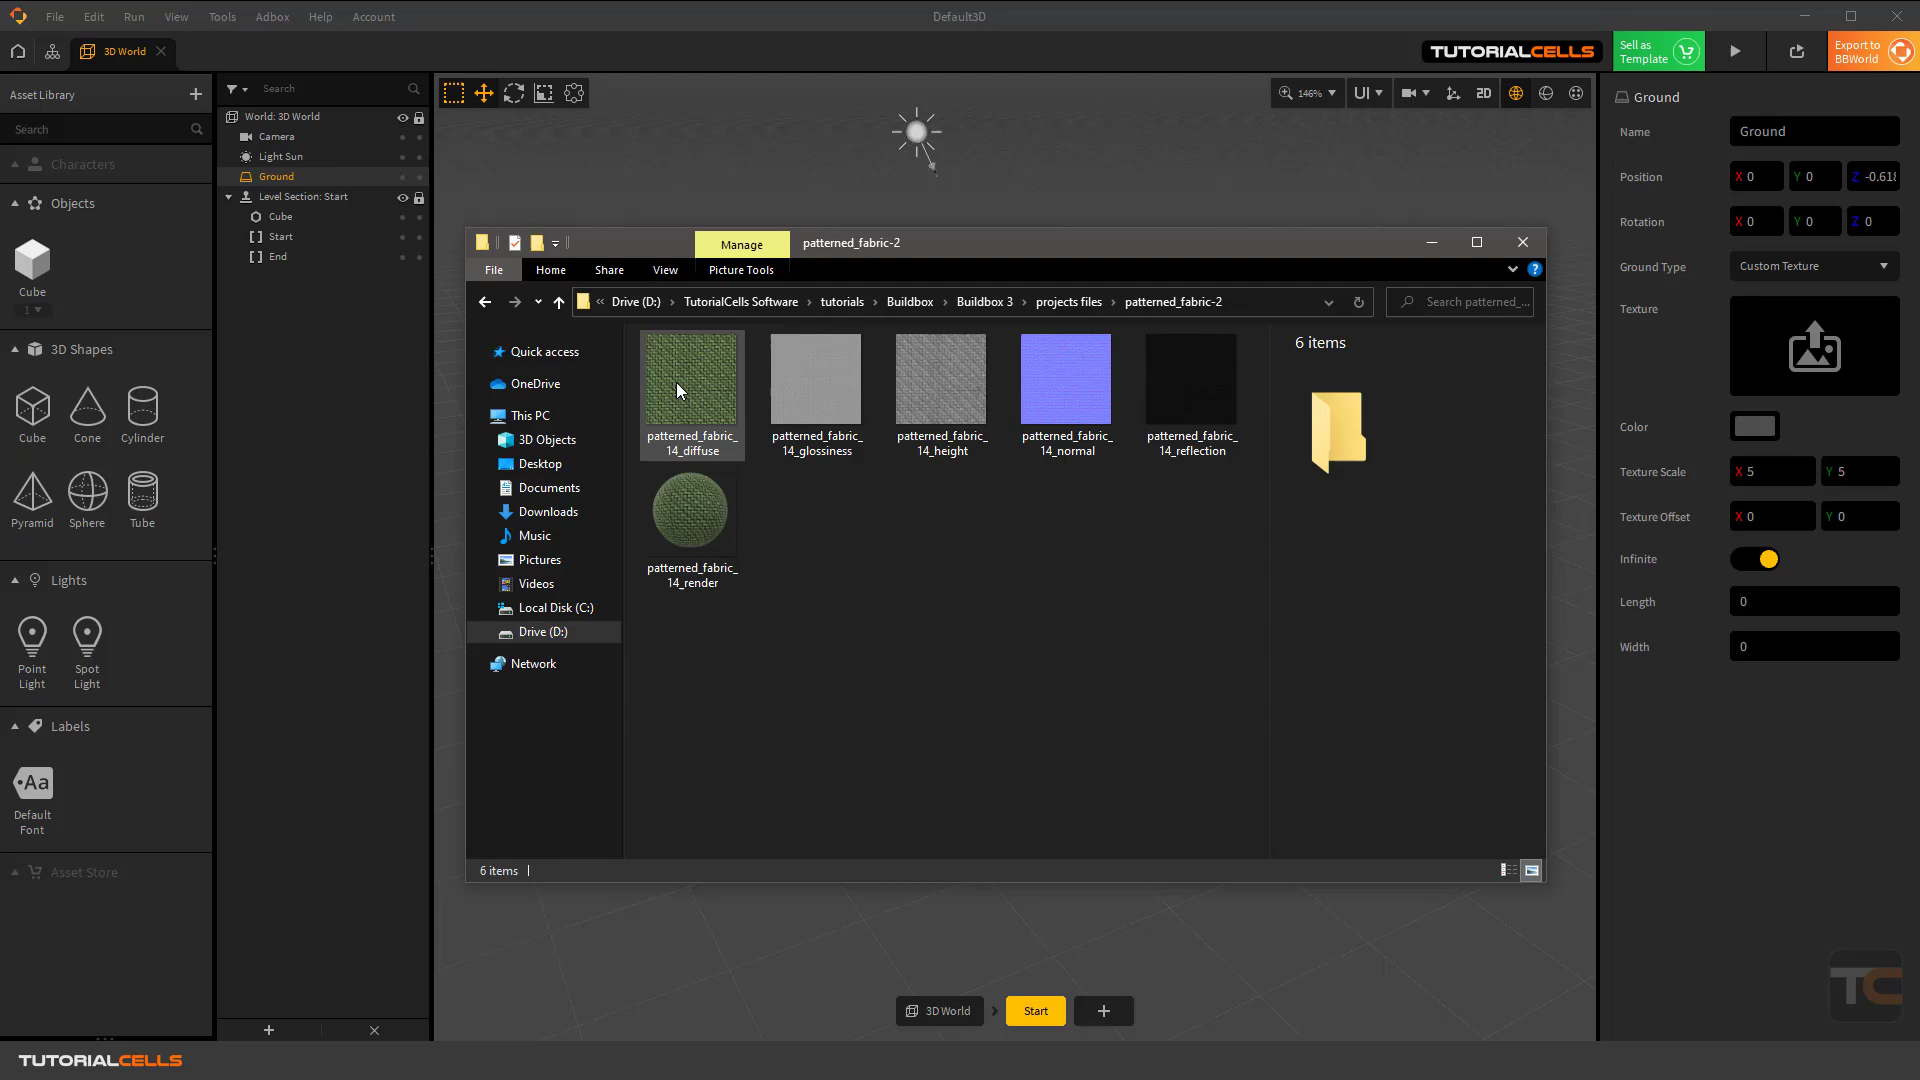 File Edit Run View Tools Adbox Help Account
Default3D
3D World
TUTORIALCELLS
Sell as
Template
Export to
BBWorld
Asset Library
Search
Characters
Objects
Cube
1
3D Shapes
Cube Cone Cylinder
Pyramid Sphere Tube
Lights
Point
Light
Spot
Light
Labels
Aa
Default
Font
Asset Store
Search
World: 3D World
Camera
Light Sun
Ground
Level Section: Start
Cube
Start
End
146%
UI
2D
Manage
patterned_fabric-2
File Home Share View Picture Tools
Drive (D:) TutorialCells Software tutorials Buildbox Buildbox 3 projects files patterned_fabric-2
Search patterned_...
Quick access
OneDrive
This PC
3D Objects
Desktop
Documents
Downloads
Music
Pictures
Videos
Local Disk (C:)
Drive (D:)
Network
patterned_fabric_
14_diffuse
patterned_fabric_
14_glossiness
patterned_fabric_
14_height
patterned_fabric_
14_normal
patterned_fabric_
14_reflection
patterned_fabric_
14_render
6 items
6 items
3D World
Start
Ground
Name Ground
Position X 0 Y 0 Z -0.618
Rotation X 0 Y 0 Z 0
Ground Type Custom Texture
Texture
Color
Texture Scale X 5 Y 5
Texture Offset X 0 Y 0
Infinite
Length 0
Width 0
TC
TUTORIALCELLS